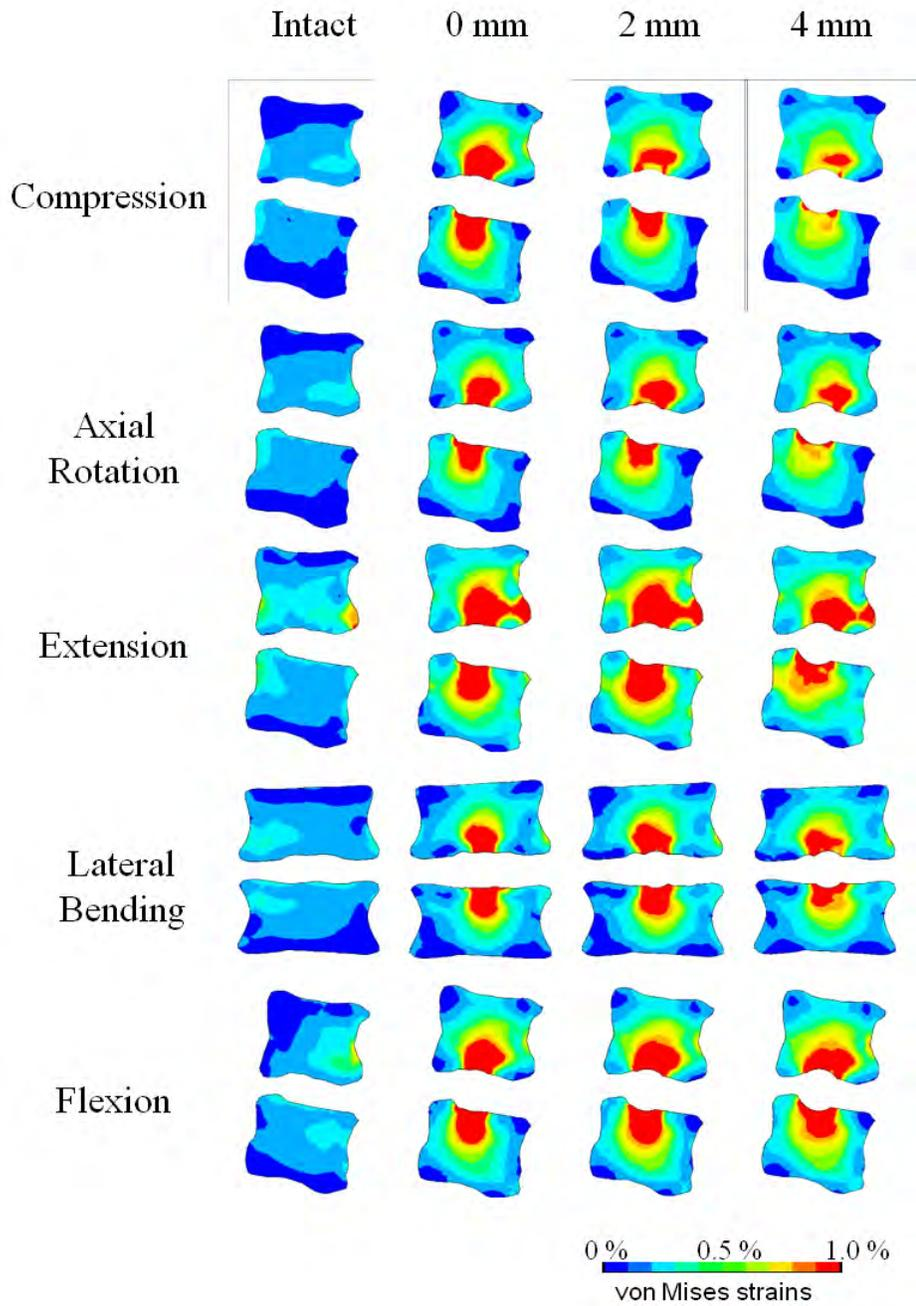 Intact 0 mm 2 mm 4 mm
Compression
Axial
Rotation
Extension
Lateral
Bending
Flexion
0 % 0.5 % 1.0 %
von Mises strains